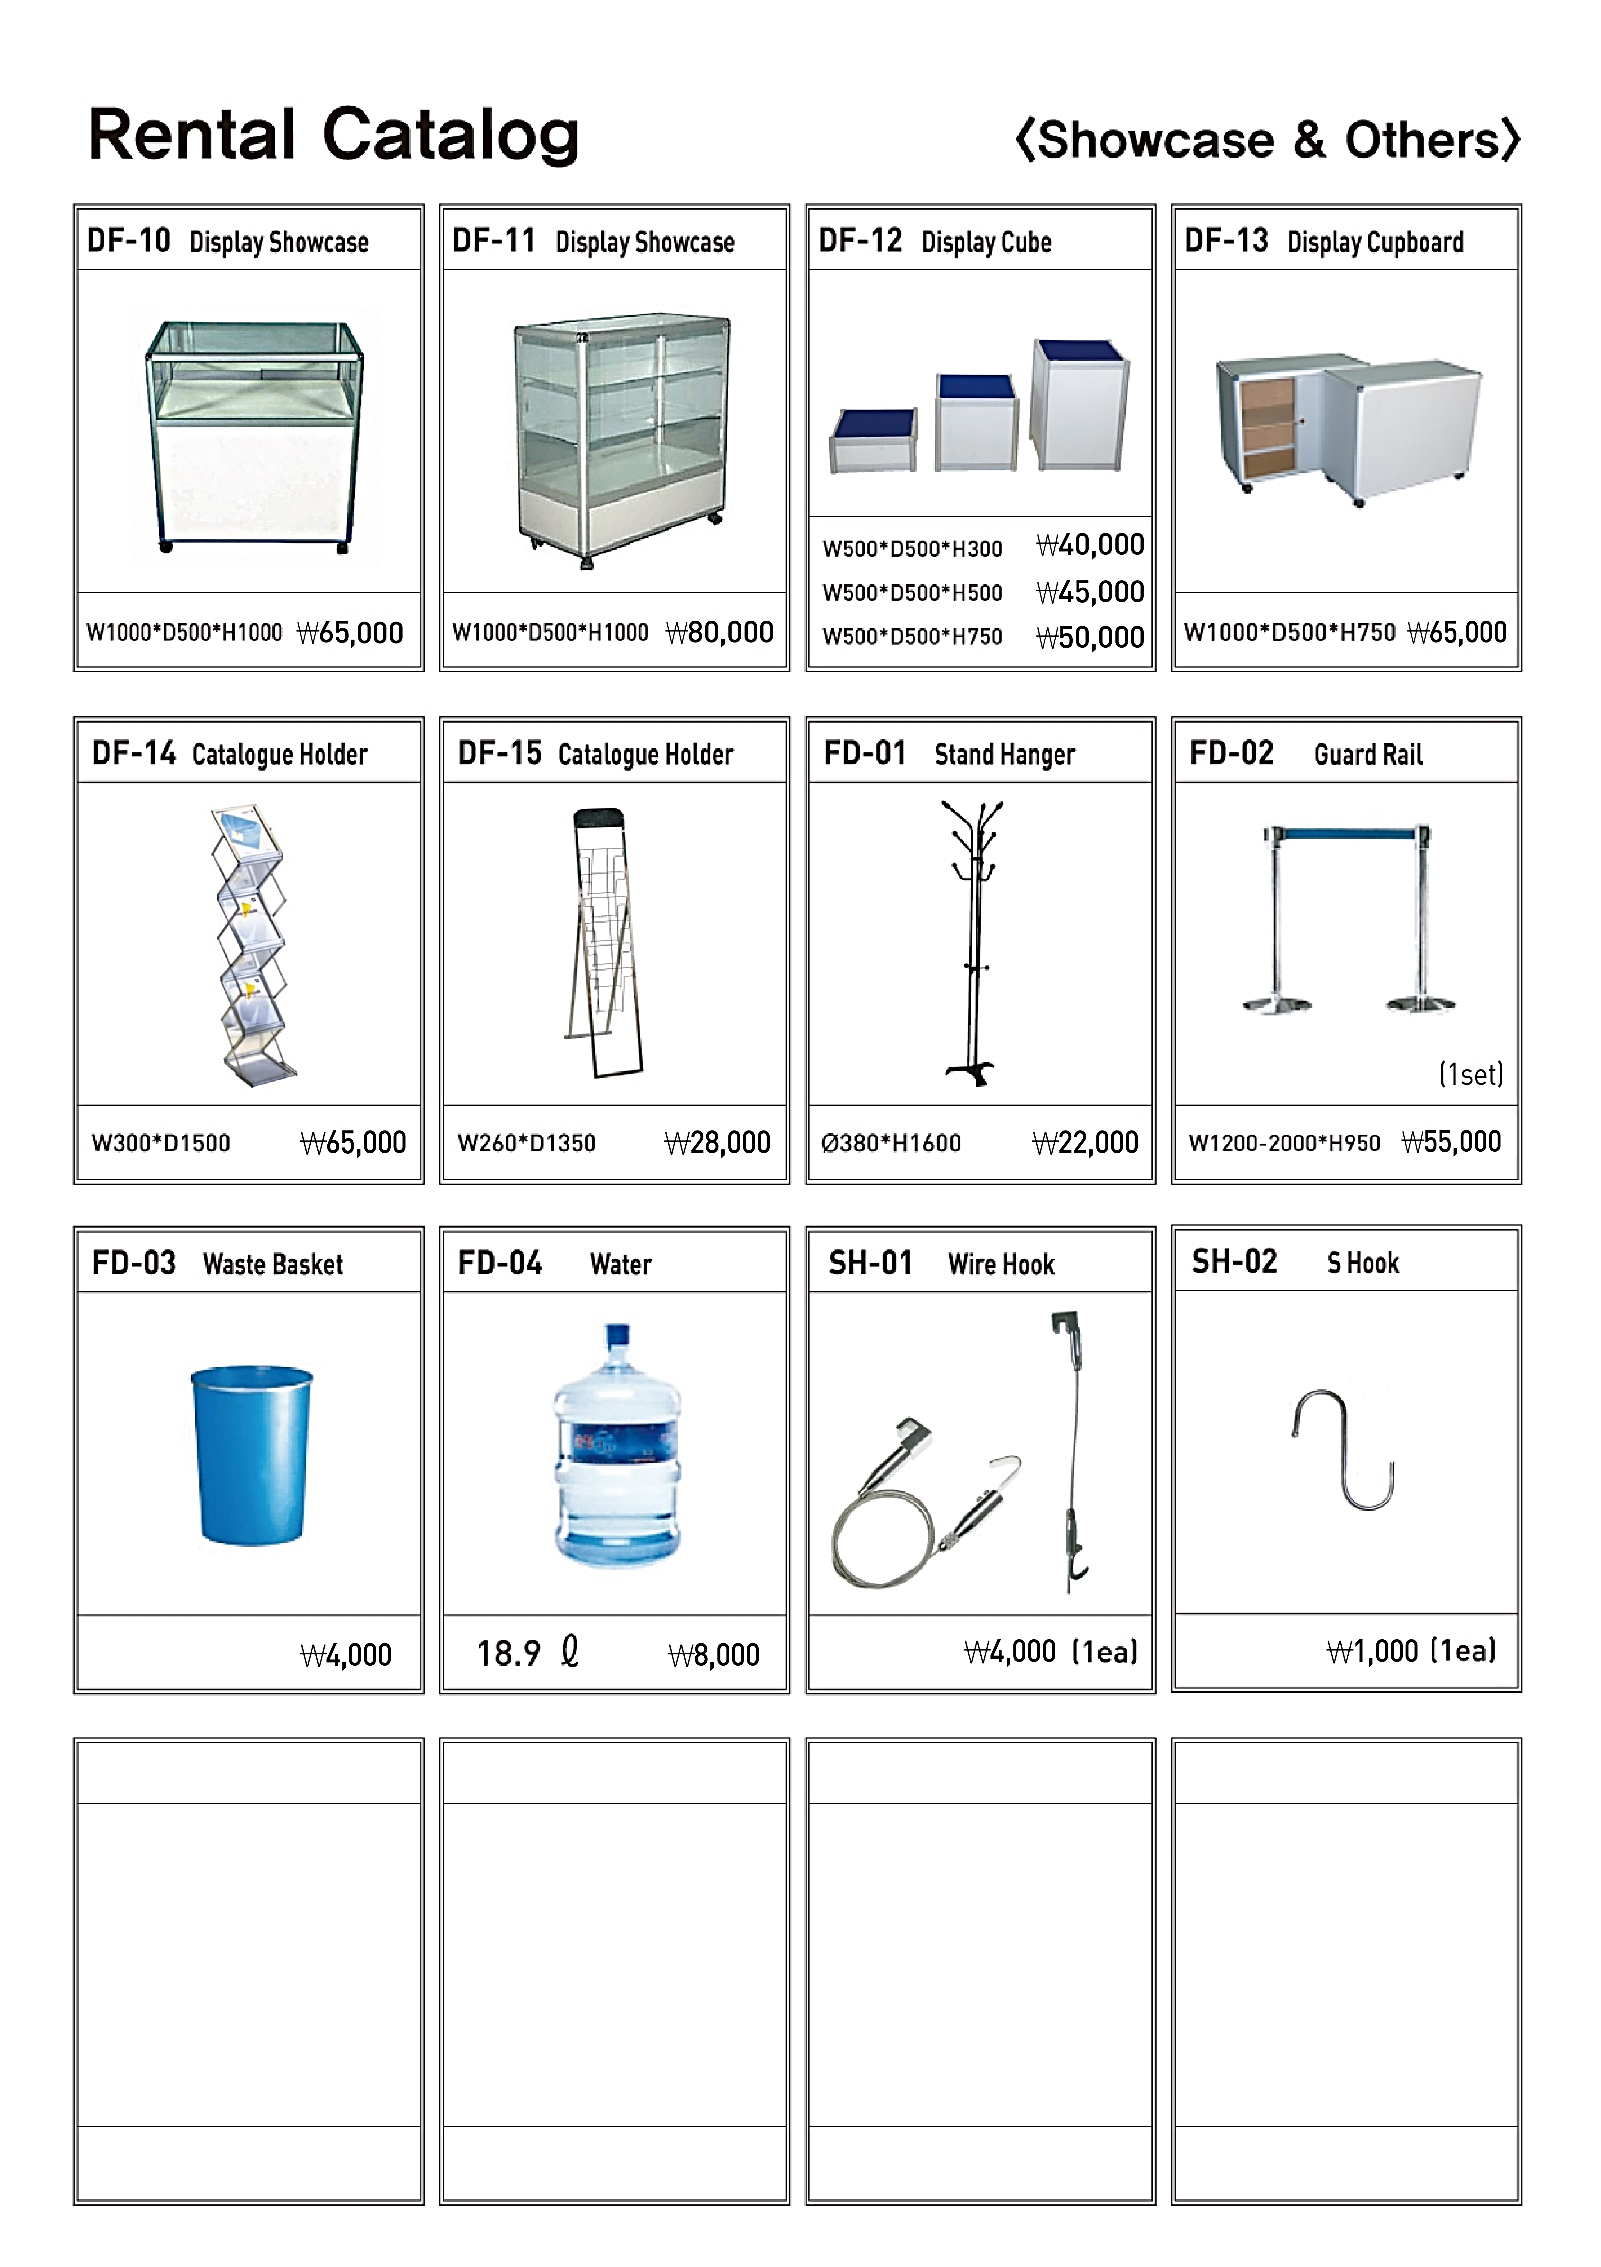 Rental Catalog
〈Showcase & Others〉
DF-10 Display Showcase
W1000*D500*H1000 ₩65,000
DF-11 Display Showcase
W1000*D500*H1000 ₩80,000
DF-12 Display Cube
W500*D500*H300 ₩40,000
W500*D500*H500 ₩45,000
W500*D500*H750 ₩50,000
DF-13 Display Cupboard
W1000*D500*H750 ₩65,000
DF-14 Catalogue Holder
W300*D1500 ₩65,000
DF-15 Catalogue Holder
W260*D1350 ₩28,000
FD-01 Stand Hanger
Ø380*H1600 ₩22,000
FD-02 Guard Rail
(1set)
W1200-2000*H950 ₩55,000
FD-03 Waste Basket
₩4,000
FD-04 Water
18.9 ℓ ₩8,000
SH-01 Wire Hook
₩4,000 (1ea)
SH-02 S Hook
₩1,000 (1ea)